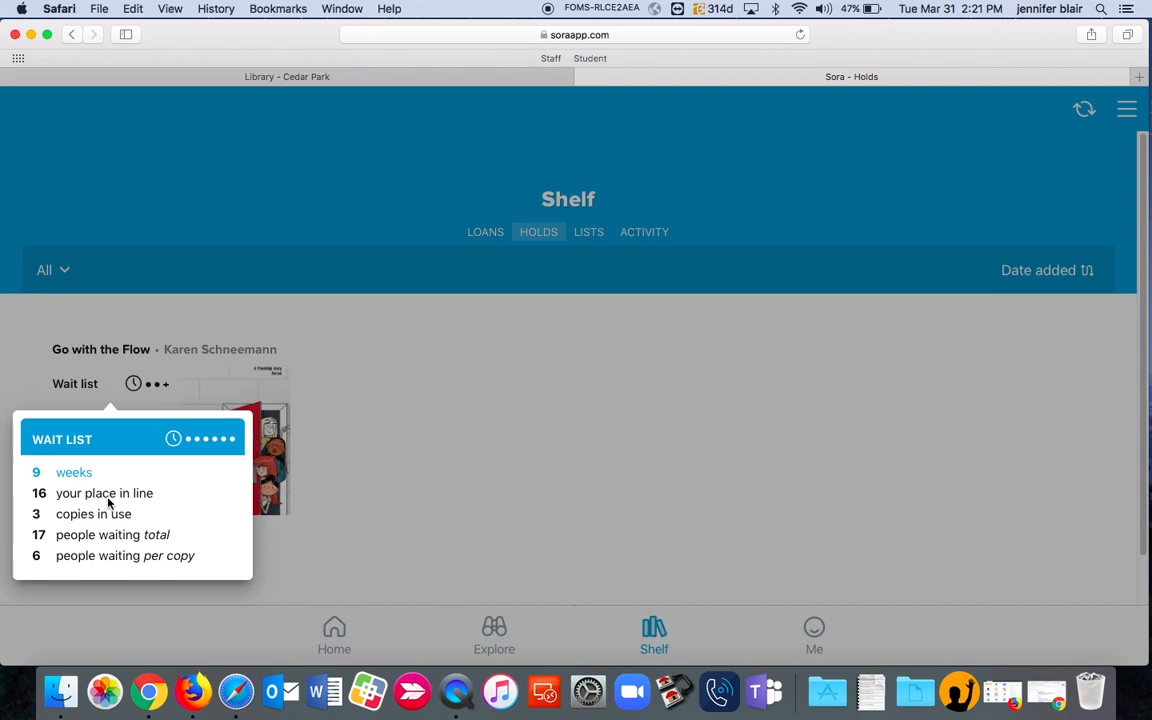 Safari File Edit View History Bookmarks Window Help FOMS-RLCE2AEA 314d 47% Tue Mar 31 2:21 PM jennifer blair
soraapp.com
Staff Student
Library - Cedar Park Sora - Holds
Shelf
LOANS HOLDS LISTS ACTIVITY
All Date added
Go with the Flow · Karen Schneemann
Wait list
WAIT LIST
9 weeks
16 your place in line
3 copies in use
17 people waiting total
6 people waiting per copy
Home Explore Shelf Me